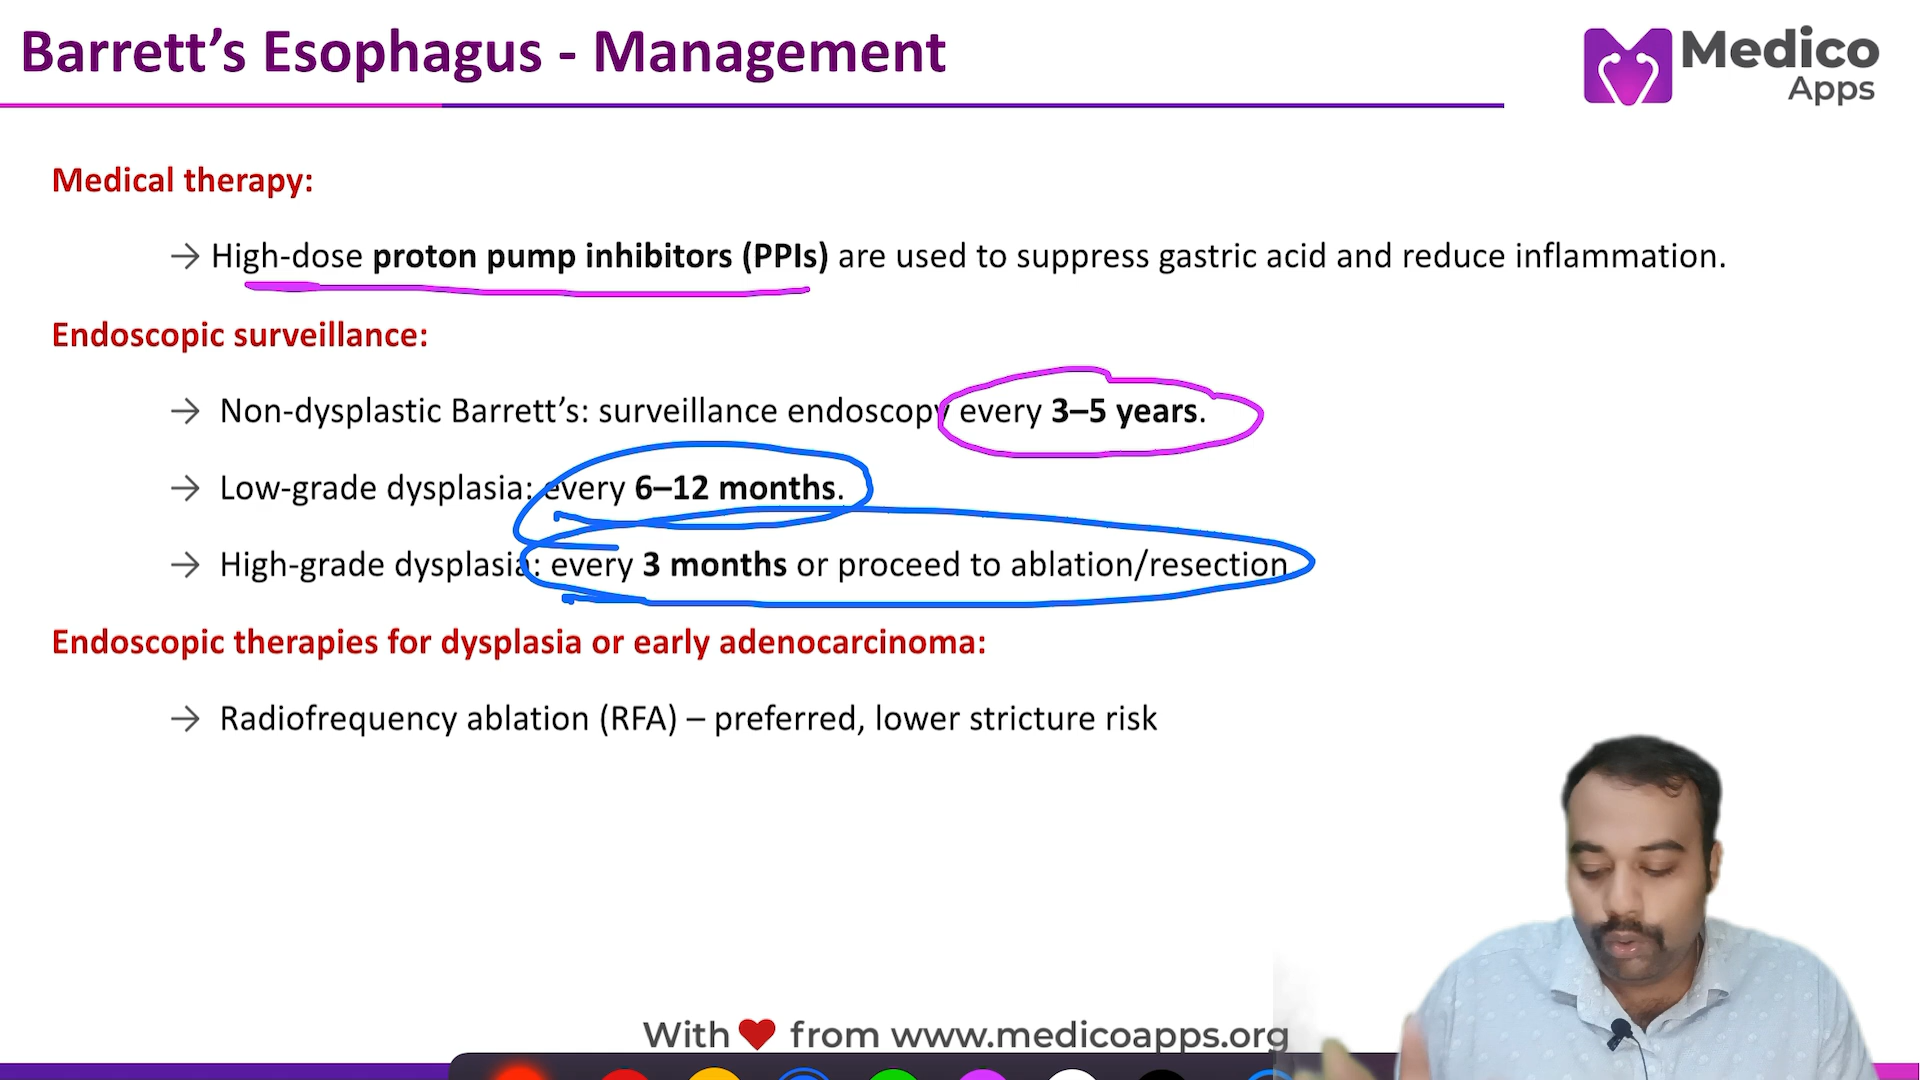 Barrett’s Esophagus - Management
Medico
Apps
Medical therapy:
→ High-dose proton pump inhibitors (PPIs) are used to suppress gastric acid and reduce inflammation.
Endoscopic surveillance:
→ Non-dysplastic Barrett’s: surveillance endoscopy every 3–5 years.
→ Low-grade dysplasia: every 6–12 months.
→ High-grade dysplasia: every 3 months or proceed to ablation/resection.
Endoscopic therapies for dysplasia or early adenocarcinoma:
→ Radiofrequency ablation (RFA) – preferred, lower stricture risk
With ❤ from www.medicoapps.org